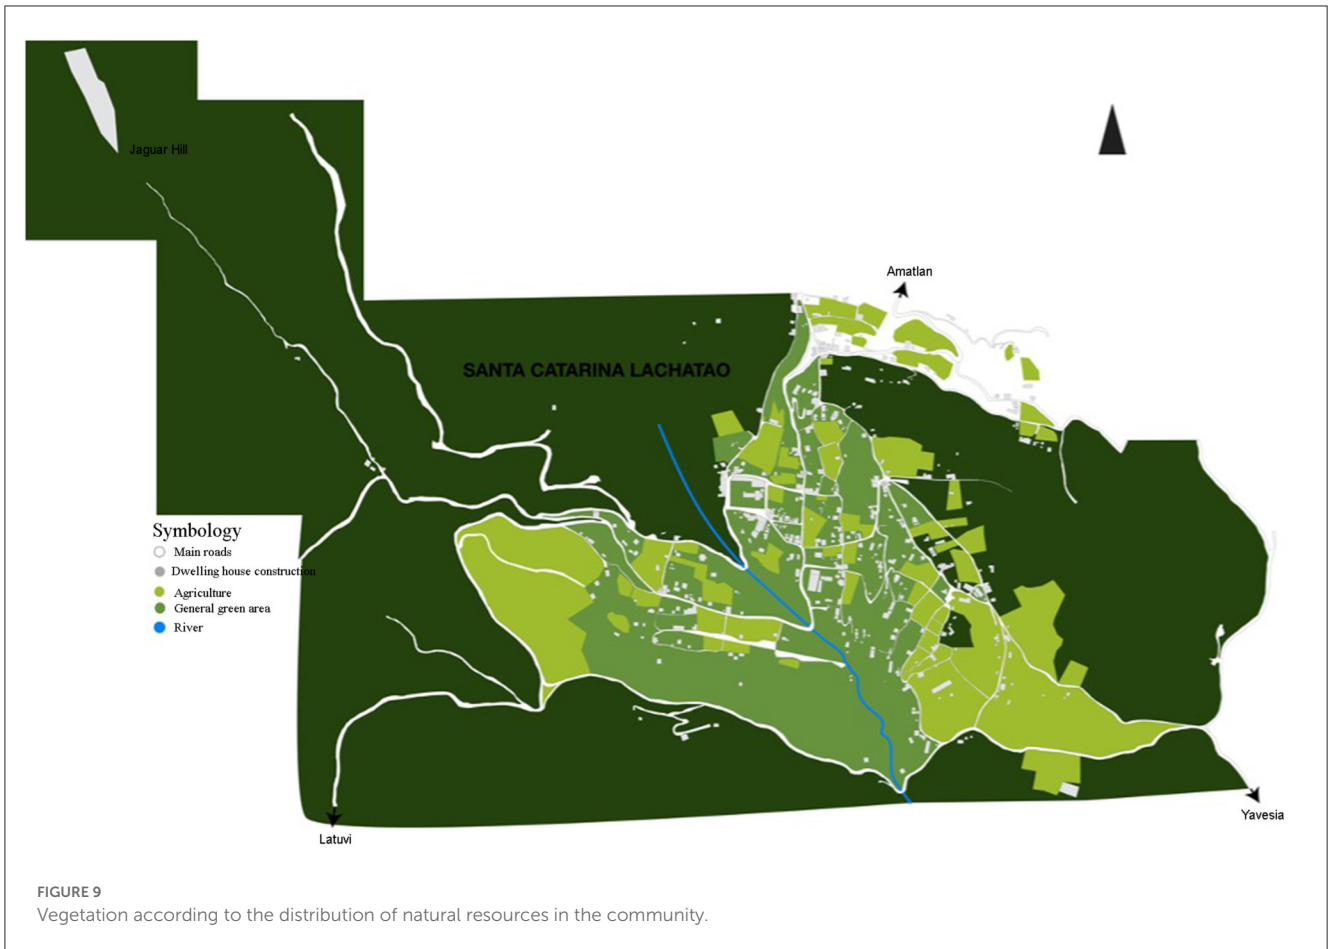 Jaguar Hill
Amatlan
SANTA CATARINA LACHATAO
Symbology
Main roads
Dwelling house construction
Agriculture
General green area
River
Latuvi
Yavesia
FIGURE 9
Vegetation according to the distribution of natural resources in the community.